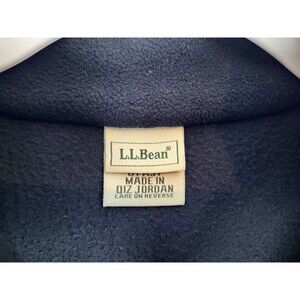 L.L.Bean®
MADE IN
QIZ JORDAN
CARE ON REVERSE